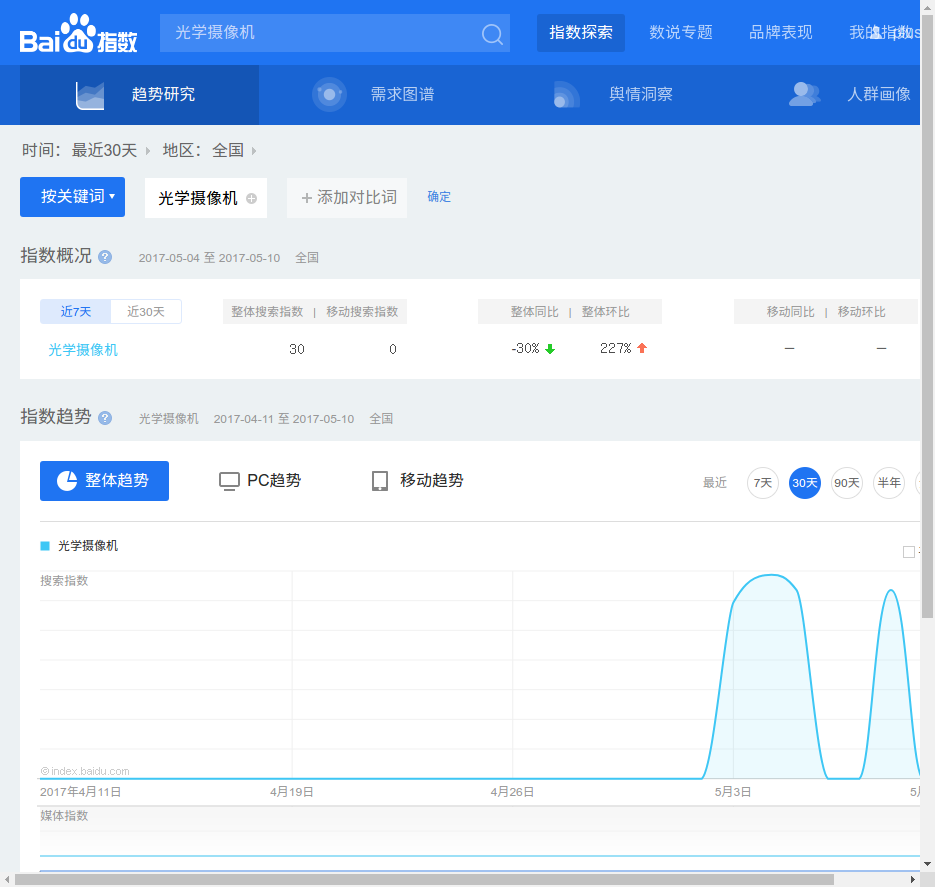 Bai du 指数 光学摄像机 指数探索 数说专题 品牌表现 我的指数
趋势研究 需求图谱 舆情洞察 人群画像
时间： 最近30天 地区： 全国
按关键词 光学摄像机 + 添加对比词 确定
指数概况 ? 2017-05-04 至 2017-05-10 全国
近7天 近30天 整体搜索指数 | 移动搜索指数 整体同比 | 整体环比 移动同比 | 移动环比
光学摄像机 30 0 -30% 227% — —
指数趋势 ? 光学摄像机 2017-04-11 至 2017-05-10 全国
整体趋势 PC趋势 移动趋势 最近 7天 30天 90天 半年
光学摄像机
搜索指数
©index.baidu.com
2017年4月11日 4月19日 4月26日 5月3日
媒体指数